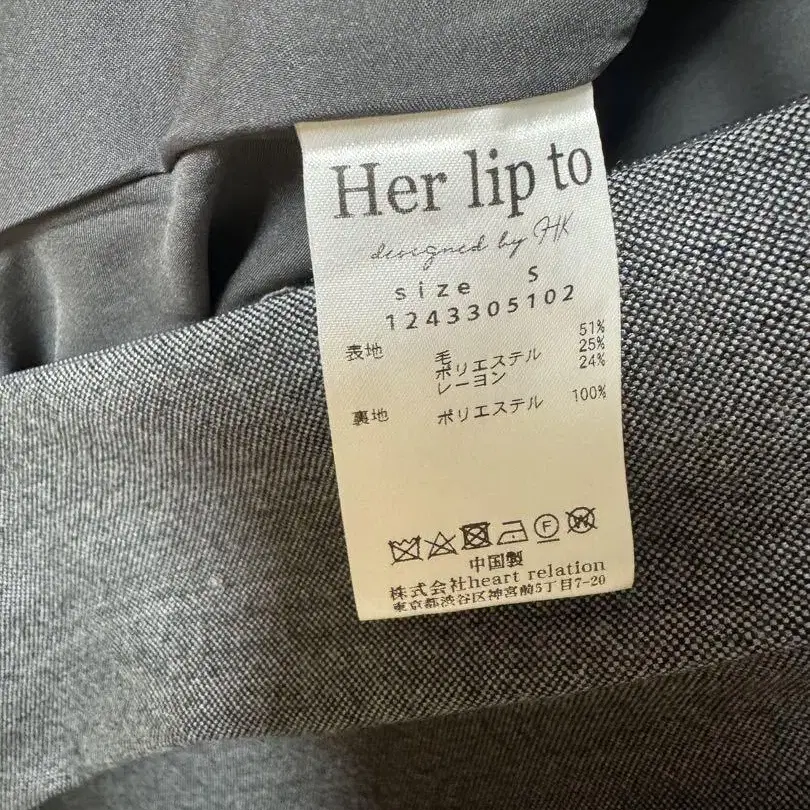 Her lip to
designed by HK
size S
1243305102
表地 毛 51%
ポリエステル 25%
レーヨン 24%
裏地 ポリエステル 100%
F W
中国製
株式会社heart relation
東京都渋谷区神宮前5丁目7-20